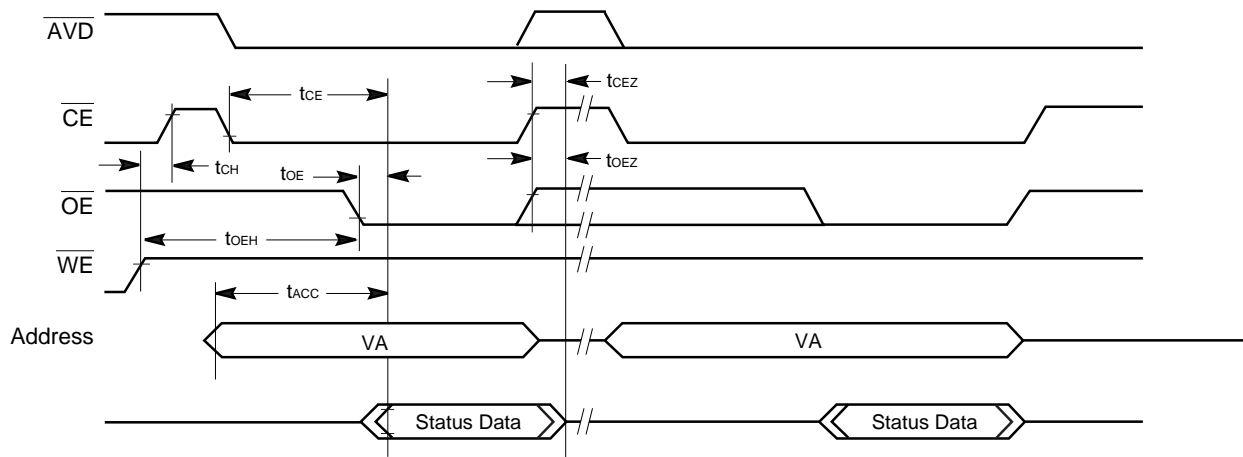 AVD
tCE
tCEZ
CE
tCH
tOE
tOEZ
OE
tOEH
WE
tACC
Address
VA
VA
Status Data
Status Data